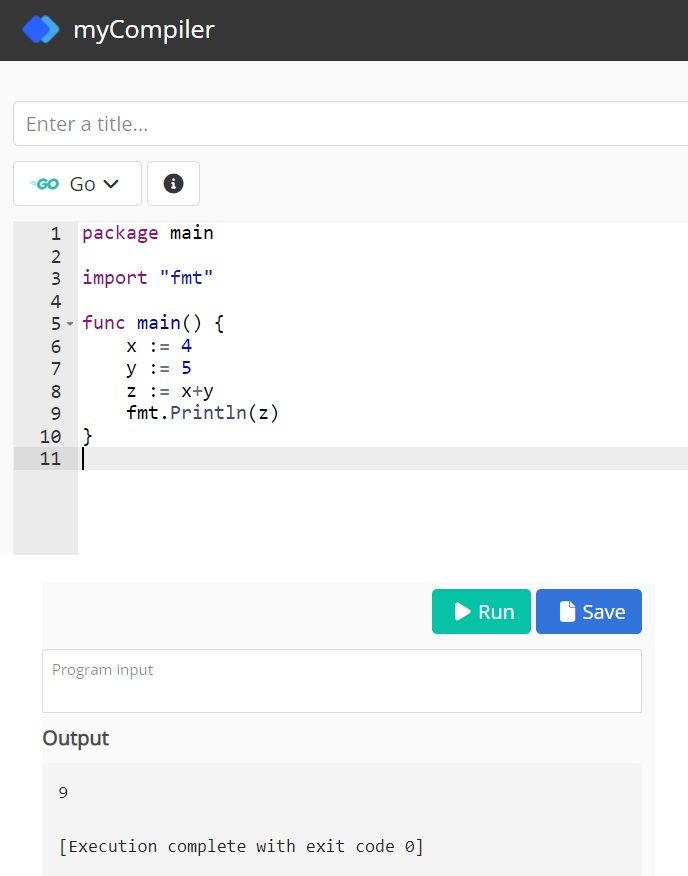 myCompiler
Enter a title...
GO Go
1 package main
2
3 import "fmt"
4
5 func main() {
6     x := 4
7     y := 5
8     z := x+y
9     fmt.Println(z)
10 }
11
Run Save
Program input
Output
9
[Execution complete with exit code 0]